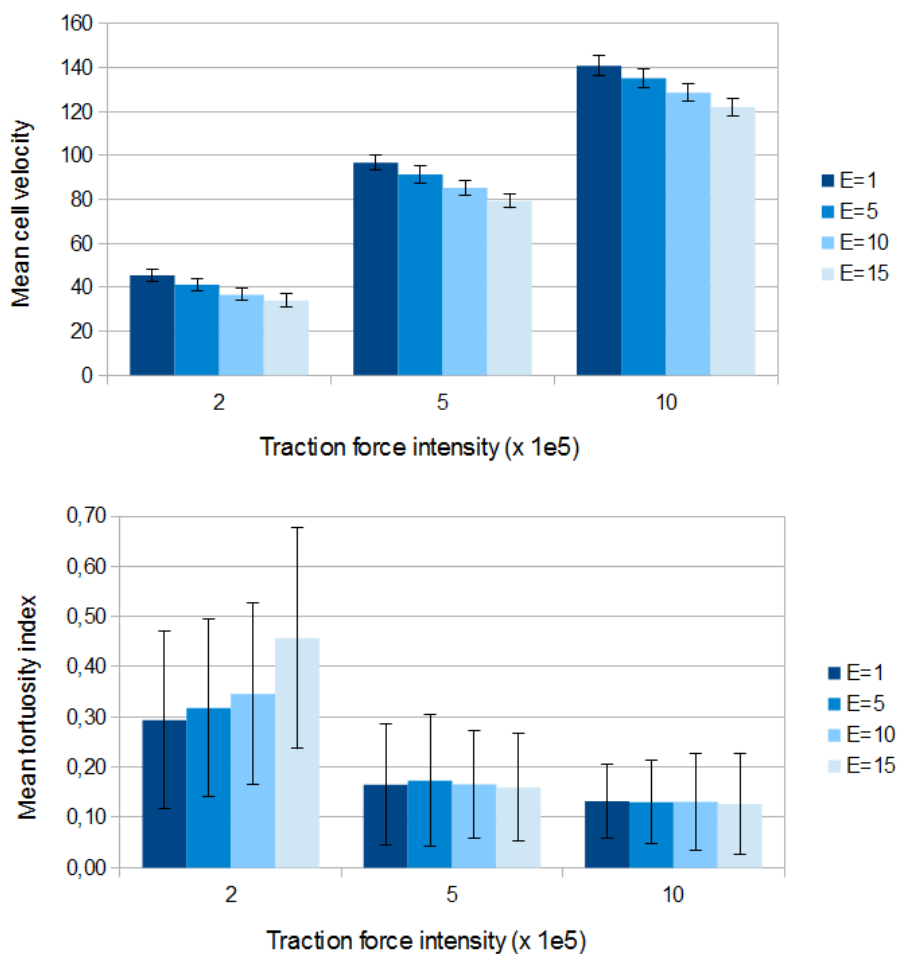 160
140
120
100
80
60
40
20
0
Mean cell velocity
2 5 10
Traction force intensity (x 1e5)
E=1
E=5
E=10
E=15
0,70
0,60
0,50
0,40
0,30
0,20
0,10
0,00
Mean tortuosity index
2 5 10
Traction force intensity (x 1e5)
E=1
E=5
E=10
E=15